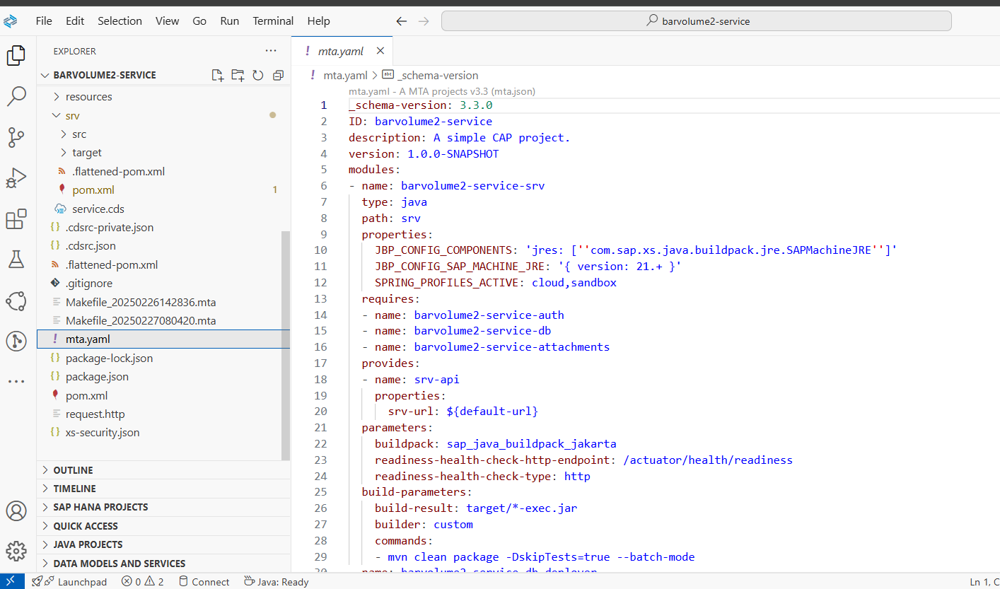 File Edit Selection View Go Run Terminal Help
barvolume2-service
EXPLORER
BARVOLUME2-SERVICE
resources
srv
src
target
.flattened-pom.xml
pom.xml 1
service.cds
.cdsrc-private.json
.cdsrc.json
.flattened-pom.xml
.gitignore
Makefile_20250226142836.mta
Makefile_20250227080420.mta
mta.yaml
package-lock.json
package.json
pom.xml
request.http
xs-security.json
OUTLINE
TIMELINE
SAP HANA PROJECTS
QUICK ACCESS
JAVA PROJECTS
DATA MODELS AND SERVICES
! mta.yaml
! mta.yaml > abc _schema-version
mta.yaml - A MTA projects v3.3 (mta.json)
1 _schema-version: 3.3.0
2 ID: barvolume2-service
3 description: A simple CAP project.
4 version: 1.0.0-SNAPSHOT
5 modules:
6 - name: barvolume2-service-srv
7 type: java
8 path: srv
9 properties:
10 JBP_CONFIG_COMPONENTS: 'jres: [''com.sap.xs.java.buildpack.jre.SAPMachineJRE'']'
11 JBP_CONFIG_SAP_MACHINE_JRE: '{ version: 21.+ }'
12 SPRING_PROFILES_ACTIVE: cloud,sandbox
13 requires:
14 - name: barvolume2-service-auth
15 - name: barvolume2-service-db
16 - name: barvolume2-service-attachments
17 provides:
18 - name: srv-api
19 properties:
20 srv-url: ${default-url}
21 parameters:
22 buildpack: sap_java_buildpack_jakarta
23 readiness-health-check-http-endpoint: /actuator/health/readiness
24 readiness-health-check-type: http
25 build-parameters:
26 build-result: target/*-exec.jar
27 builder: custom
28 commands:
29 - mvn clean package -DskipTests=true --batch-mode
30 - name: barvolume2-service-db-deployer
Launchpad 0 2 Connect Java: Ready Ln 1, C